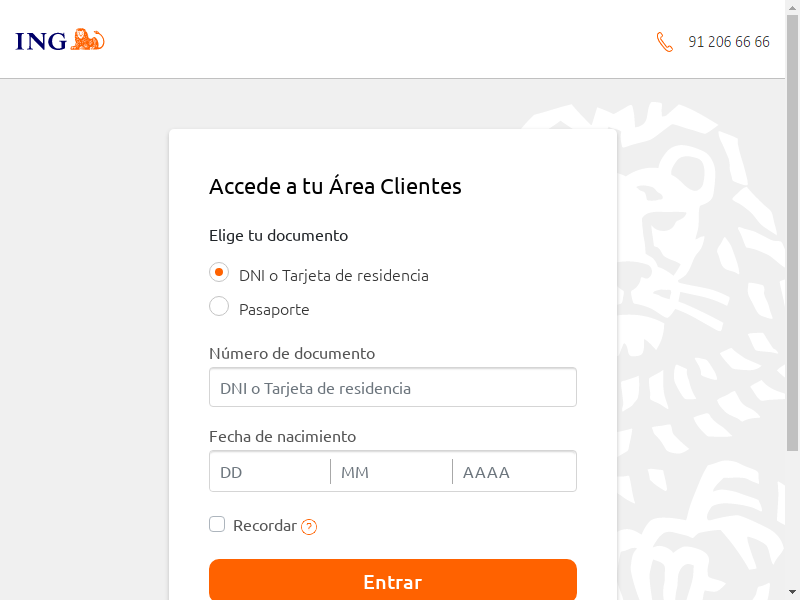 ING
91 206 66 66
Accede a tu Área Clientes
Elige tu documento
DNI o Tarjeta de residencia
Pasaporte
Número de documento
DNI o Tarjeta de residencia
Fecha de nacimiento
DD MM AAAA
Recordar ?
Entrar